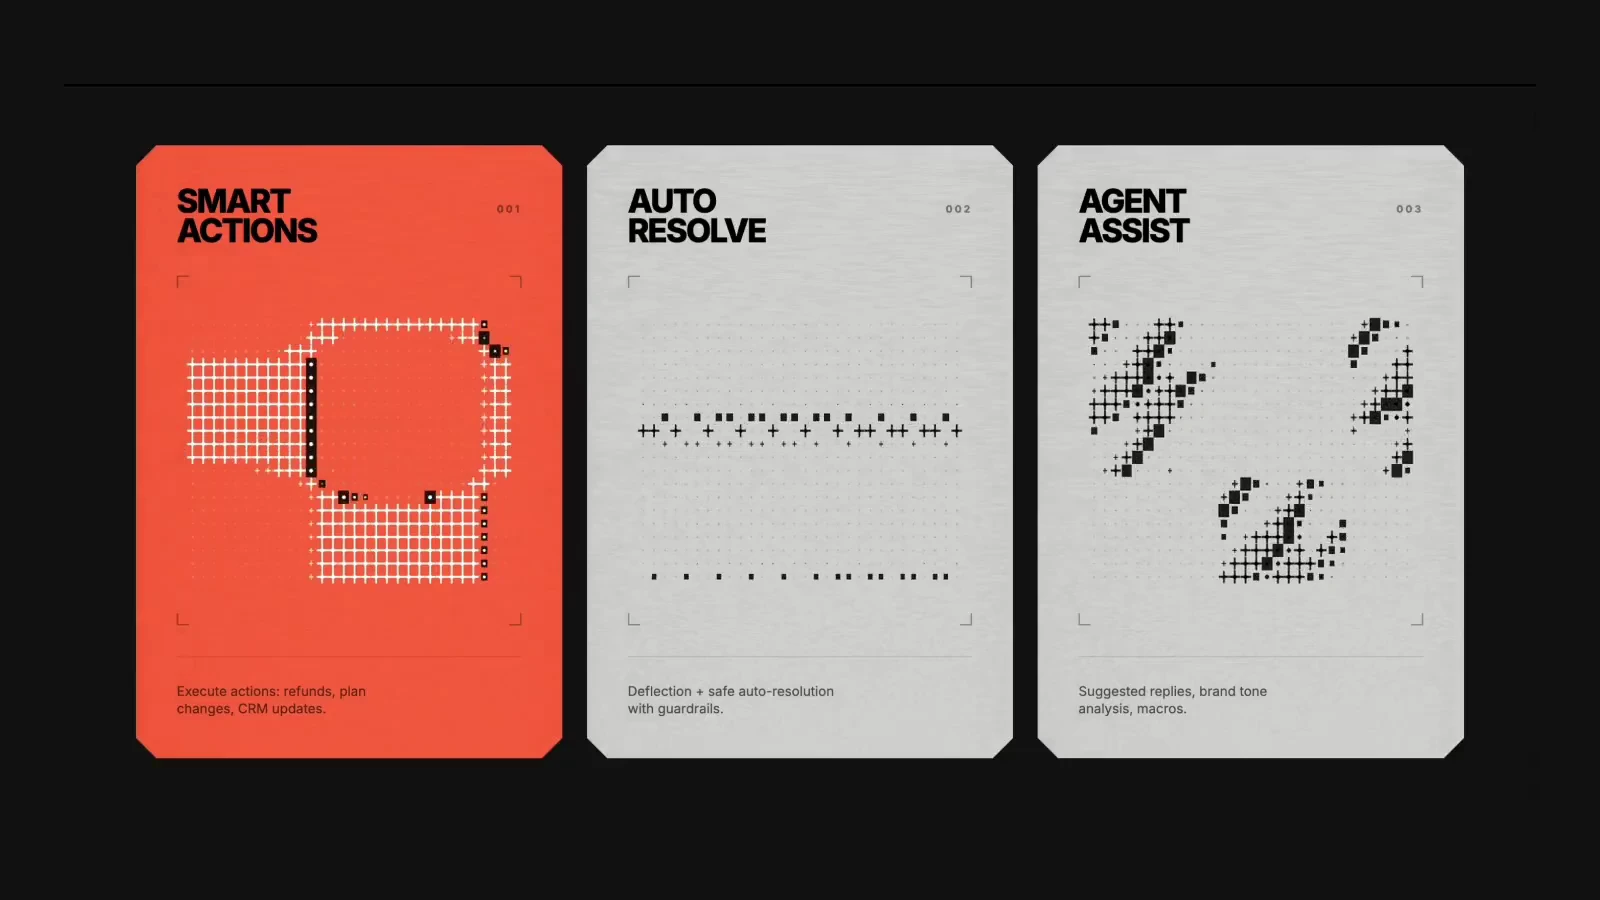 SMART
ACTIONS
001
Execute actions: refunds, plan
changes, CRM updates.
AUTO
RESOLVE
002
Deflection + safe auto-resolution
with guardrails.
AGENT
ASSIST
003
Suggested replies, brand tone
analysis, macros.